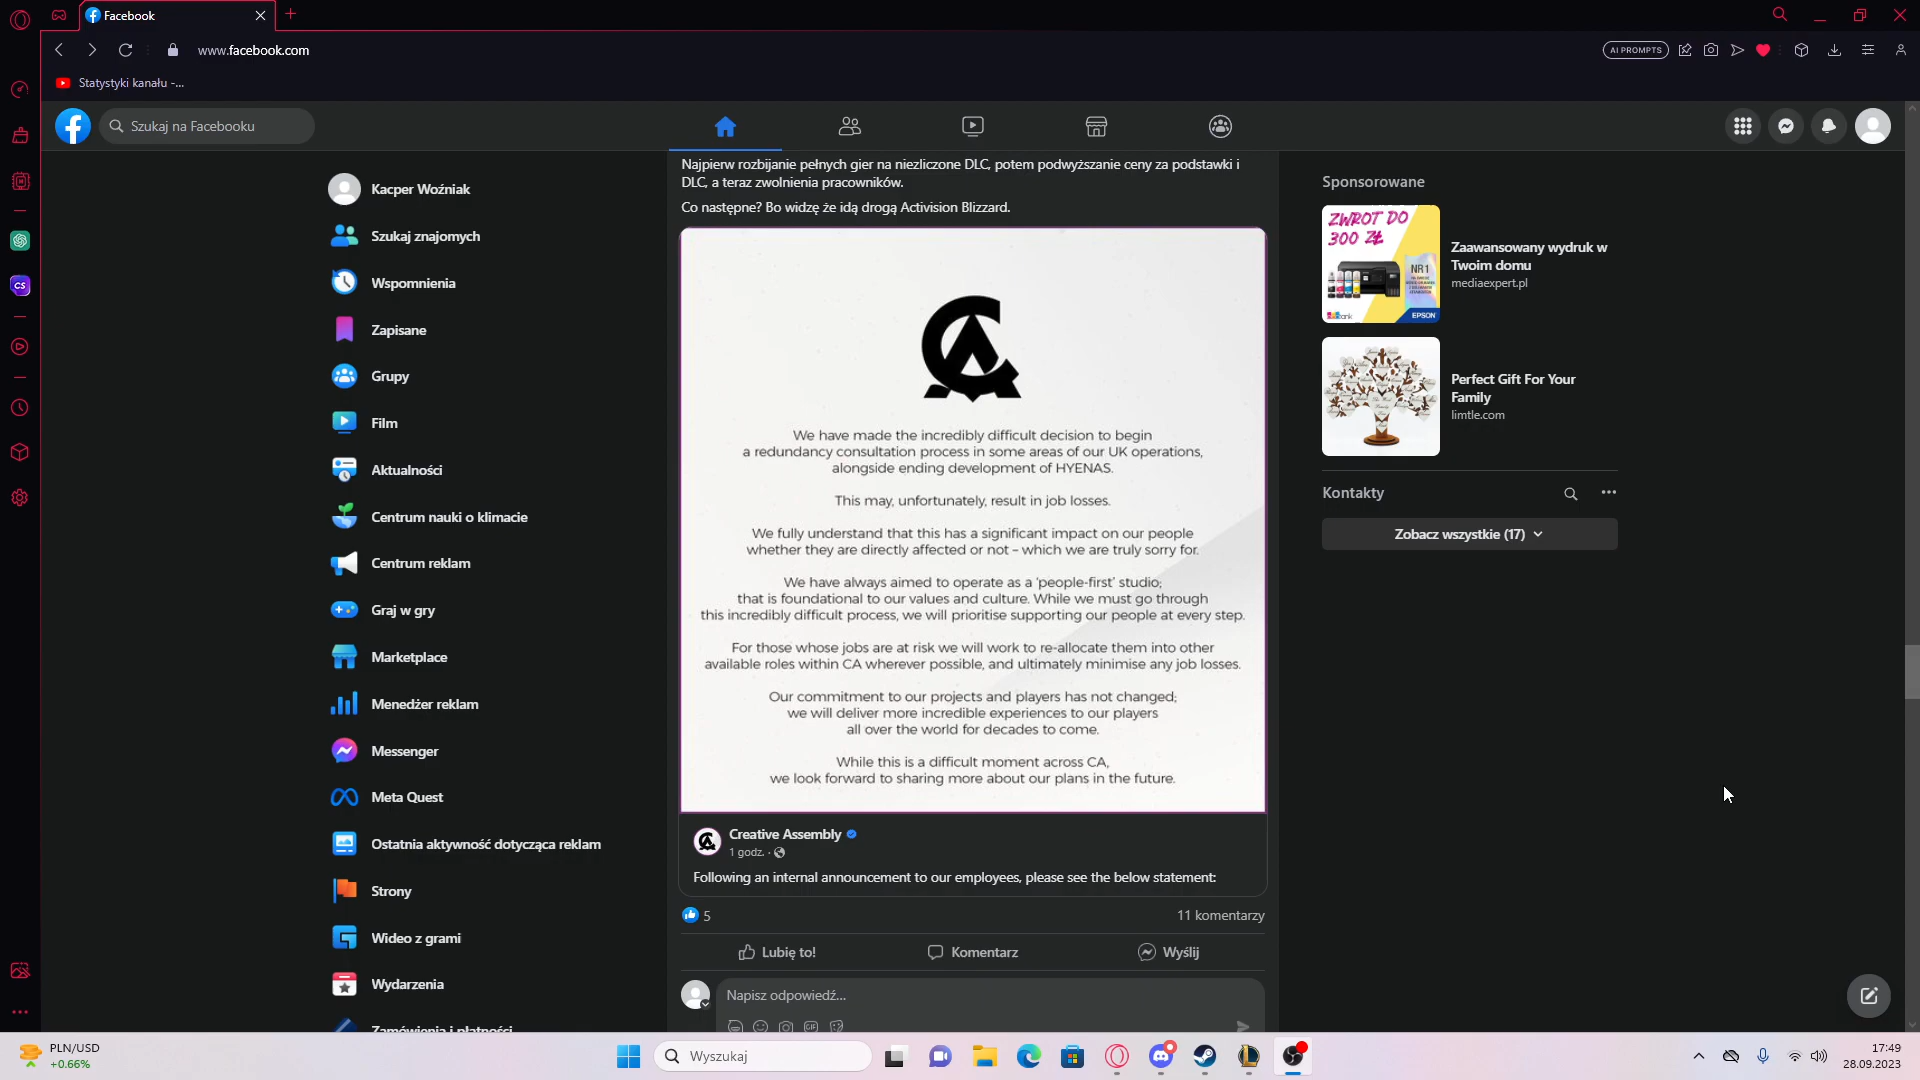 Facebook
www.facebook.com
AI PROMPTS
Statystyki kanału -...
Szukaj na Facebooku
Kacper Woźniak
Szukaj znajomych
Wspomnienia
Zapisane
Grupy
Film
Aktualności
Centrum nauki o klimacie
Centrum reklam
Graj w gry
Marketplace
Menedżer reklam
Messenger
Meta Quest
Ostatnia aktywność dotycząca reklam
Strony
Wideo z grami
Wydarzenia
Zamówienia i płatności
Najpierw rozbijanie pełnych gier na niezliczone DLC, potem podwyższanie ceny za podstawki i
DLC, a teraz zwolnienia pracowników.
Co następne? Bo widzę że idą drogą Activision Blizzard.
We have made the incredibly difficult decision to begin
a redundancy consultation process in some areas of our UK operations,
alongside ending development of HYENAS.
This may, unfortunately, result in job losses.
We fully understand that this has a significant impact on our people
whether they are directly affected or not – which we are truly sorry for.
We have always aimed to operate as a 'people-first' studio;
that is foundational to our values and culture. While we must go through
this incredibly difficult process, we will prioritise supporting our people at every step.
For those whose jobs are at risk we will work to re-allocate them into other
available roles within CA wherever possible, and ultimately minimise any job losses.
Our commitment to our projects and players has not changed;
we will deliver more incredible experiences to our players
all over the world for decades to come.
While this is a difficult moment across CA,
we look forward to sharing more about our plans in the future.
Creative Assembly
1 godz. ·
Following an internal announcement to our employees, please see the below statement:
5
11 komentarzy
Lubię to!
Komentarz
Wyślij
Napisz odpowiedź...
GIF
Sponsorowane
ZWROT DO
300 ZŁ
NR1
EPSON
Zaawansowany wydruk w
Twoim domu
mediaexpert.pl
Perfect Gift For Your
Family
limtle.com
Kontakty
Zobacz wszystkie (17)
CS
PLN/USD
+0.66%
Wyszukaj
17:49
28.09.2023